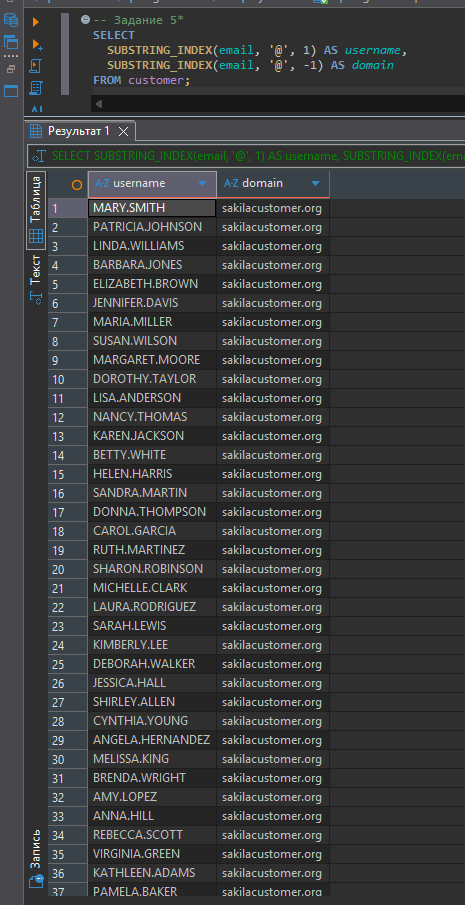 -- Задание 5*
SELECT
SUBSTRING_INDEX(email, '@', 1) AS username,
SUBSTRING_INDEX(email, '@', -1) AS domain
FROM customer;
Результат 1
SELECT SUBSTRING_INDEX(email, '@', 1) AS username, SUBSTRING_INDEX(ema
Таблица
Текст
Запись
A-Z username A-Z domain
1 MARY.SMITH sakilacustomer.org
2 PATRICIA.JOHNSON sakilacustomer.org
3 LINDA.WILLIAMS sakilacustomer.org
4 BARBARA.JONES sakilacustomer.org
5 ELIZABETH.BROWN sakilacustomer.org
6 JENNIFER.DAVIS sakilacustomer.org
7 MARIA.MILLER sakilacustomer.org
8 SUSAN.WILSON sakilacustomer.org
9 MARGARET.MOORE sakilacustomer.org
10 DOROTHY.TAYLOR sakilacustomer.org
11 LISA.ANDERSON sakilacustomer.org
12 NANCY.THOMAS sakilacustomer.org
13 KAREN.JACKSON sakilacustomer.org
14 BETTY.WHITE sakilacustomer.org
15 HELEN.HARRIS sakilacustomer.org
16 SANDRA.MARTIN sakilacustomer.org
17 DONNA.THOMPSON sakilacustomer.org
18 CAROL.GARCIA sakilacustomer.org
19 RUTH.MARTINEZ sakilacustomer.org
20 SHARON.ROBINSON sakilacustomer.org
21 MICHELLE.CLARK sakilacustomer.org
22 LAURA.RODRIGUEZ sakilacustomer.org
23 SARAH.LEWIS sakilacustomer.org
24 KIMBERLY.LEE sakilacustomer.org
25 DEBORAH.WALKER sakilacustomer.org
26 JESSICA.HALL sakilacustomer.org
27 SHIRLEY.ALLEN sakilacustomer.org
28 CYNTHIA.YOUNG sakilacustomer.org
29 ANGELA.HERNANDEZ sakilacustomer.org
30 MELISSA.KING sakilacustomer.org
31 BRENDA.WRIGHT sakilacustomer.org
32 AMY.LOPEZ sakilacustomer.org
33 ANNA.HILL sakilacustomer.org
34 REBECCA.SCOTT sakilacustomer.org
35 VIRGINIA.GREEN sakilacustomer.org
36 KATHLEEN.ADAMS sakilacustomer.org
37 PAMELA.BAKER sakilacustomer.org